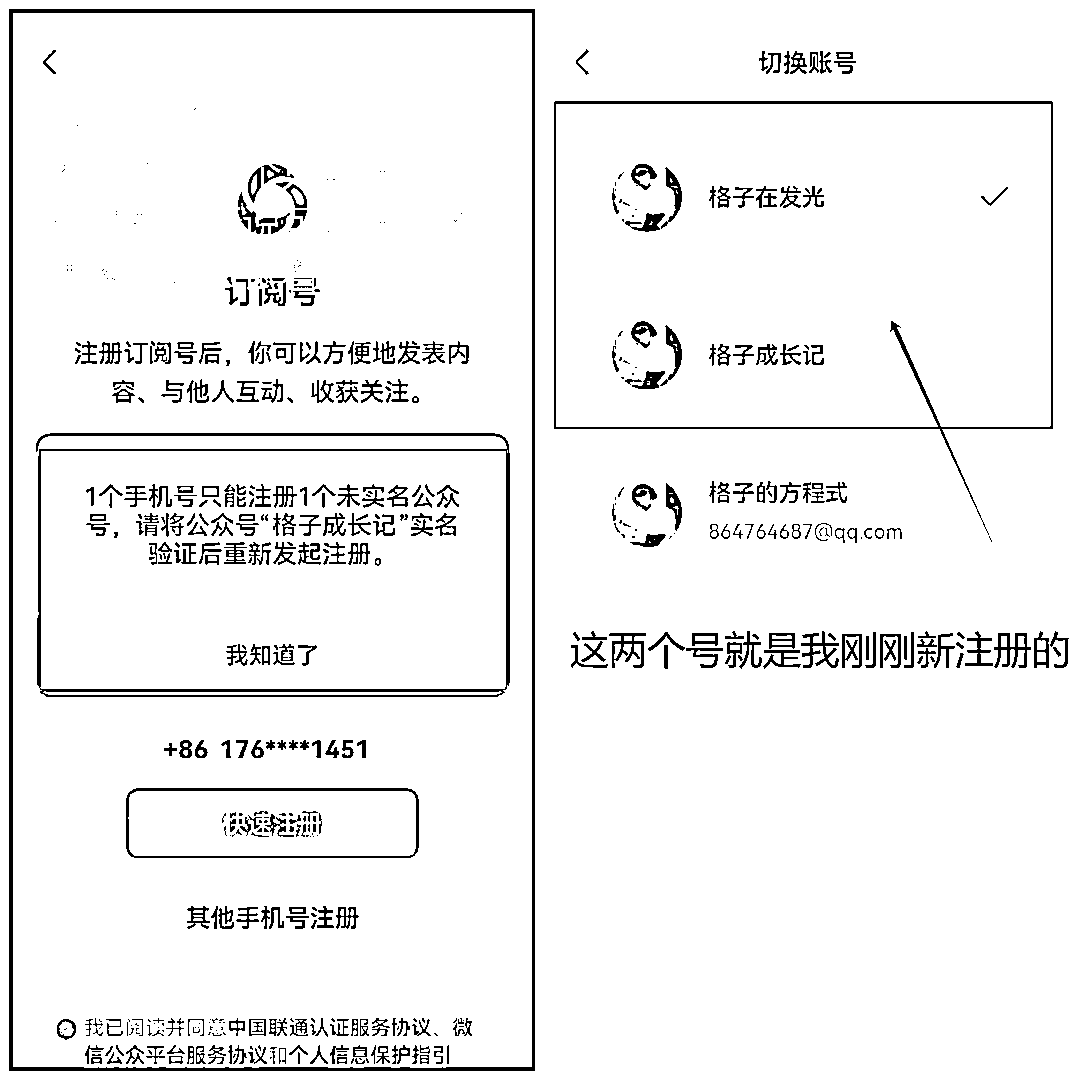 订阅号
注册订阅号后，你可以方便地发表内
容、与他人互动、收获关注。
1个手机号只能注册1个未实名公众
号，请将公众号“格子成长记”实名
验证后重新发起注册。
我知道了
+86 176****1451
快速注册
其他手机号注册
我已阅读并同意中国联通认证服务协议、微
信公众平台服务协议和个人信息保护指引
切换账号
格子在发光
格子成长记
格子的方程式
864764687@qq.com
这两个号就是我刚刚新注册的